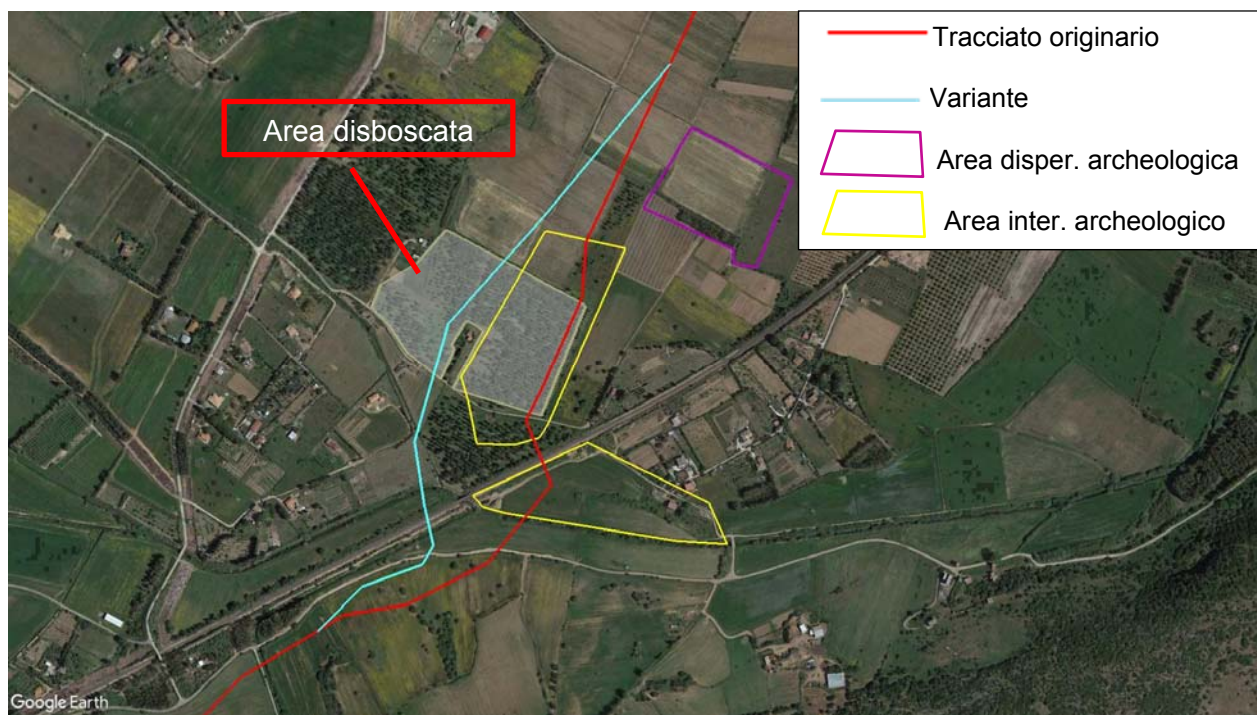 Tracciato originario
Variante
Area disper. archeologica
Area inter. archeologico
Area disboscata
Google Earth